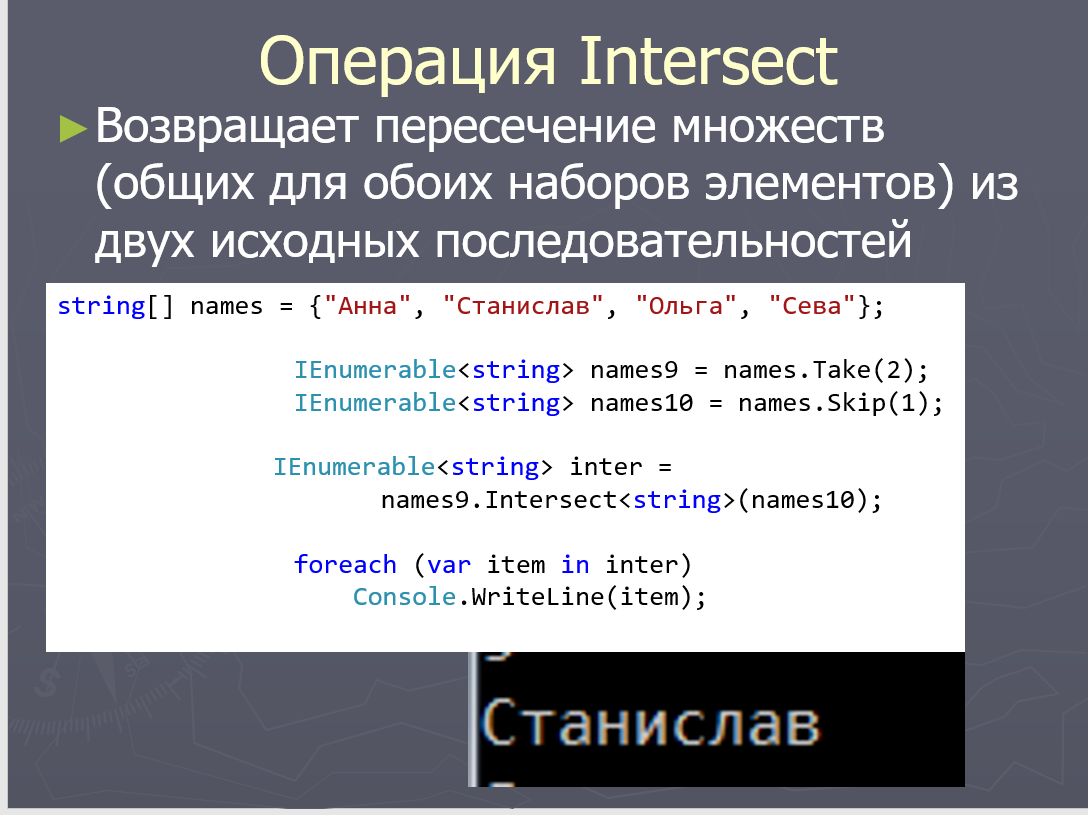 Операция Intersect
Возвращает пересечение множеств
(общих для обоих наборов элементов) из
двух исходных последовательностей
string[] names = {"Анна", "Станислав", "Ольга", "Сева"};
IEnumerable<string> names9 = names.Take(2);
IEnumerable<string> names10 = names.Skip(1);
IEnumerable<string> inter =
names9.Intersect<string>(names10);
foreach (var item in inter)
Console.WriteLine(item);
Станислав